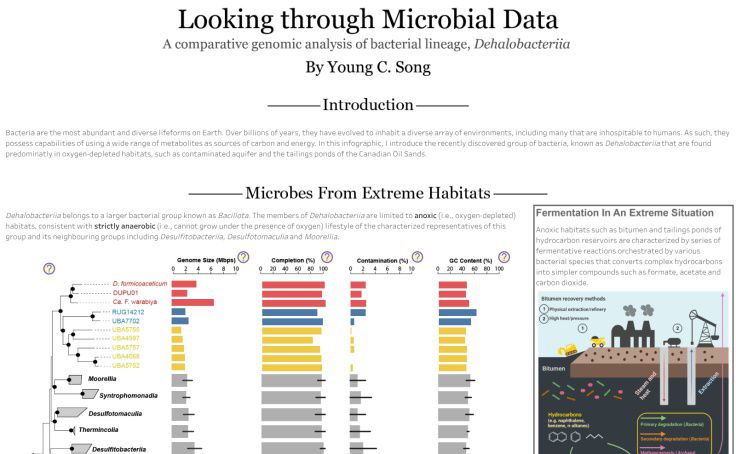 Looking through Microbial Data
A comparative genomic analysis of bacterial lineage, Dehalobacteriia
By Young C. Song
Introduction
Bacteria are the most abundant and diverse lifeforms on Earth. Over billions of years, they have evolved to inhabit a diverse array of environments, including many that are inhospitable to humans. As such, they
possess capabilities of using a wide range of metabolites as sources of carbon and energy. In this infographic, I introduce the recently discovered group of bacteria, known as Dehalobacteriia that are found
predominatly in oxygen-depleted habitats, such as contaminated aquifer and the tailings ponds of the Canadian Oil Sands.
Microbes From Extreme Habitats
Dehalobacteriia belongs to a larger bacterial group known as Bacillota. The members of Dehalobacteriia are limited to anoxic (i.e., oxygen-depleted)
habitats, consistent with strictly anaerobic (i.e., cannot grow under the presence of oxygen) lifestyle of the characterized representatives of
this group and its neighbouring groups including Desulfitobacteriia, Desulfotomaculia and Moorellia.
Genome Size (Mbps)
Completion (%)
Contamination (%)
GC Content (%)
?
?
?
?
?
0 2 4 6 8 10
0 20 40 60 80 100
0 2 4 6 8 10
0 20 40 60 80 100
D. formicoaceticum
DUPU01
Ca. F. warabiya
RUG14212
UBA7702
UBA5755
UBA4997
UBA5757
UBA4068
UBA5752
Moorellia
Syntrophomonadia
Desulfotomaculia
Thermincolia
Desulfitobacteriia
Fermentation In An Extreme Situation
Anoxic habitats such as bitumen and tailings ponds of
hydrocarbon reservoirs are characterized by series of
fermentative reactions orchestrated by various
bacterial species that converts complex hydrocarbons
into simpler compounds such as formate, acetate and
carbon dioxide.
Bitumen recovery methods
1 Physical extraction/refinery
2 High heat/pressure
1
2
Bitumen
Steam and heat
Extraction
Hydrocarbons
(e.g, naphthalene,
benzene, n-alkanes)
Primary degradation (Bacteria)
Secondary degradation (Bacteria)
Methanogenesis (Archaea)